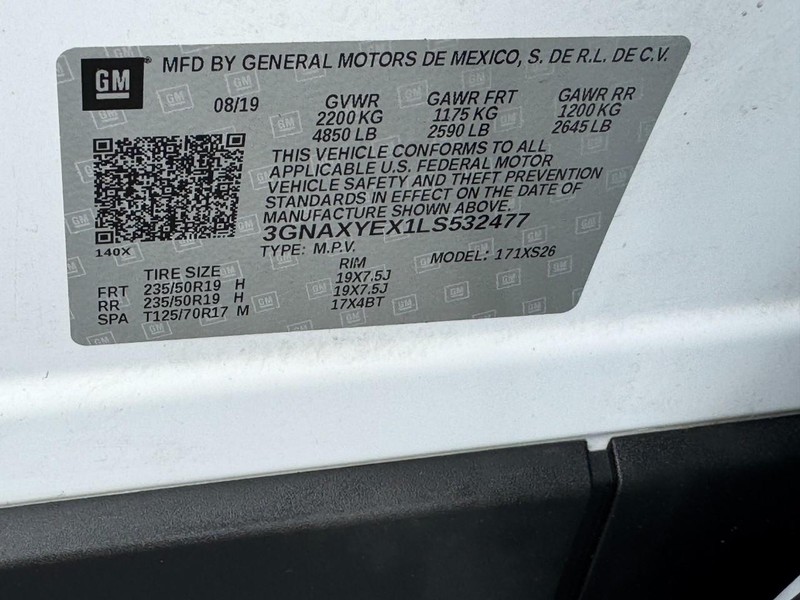 GM
MFD BY GENERAL MOTORS DE MEXICO, S. DE R.L. DE C.V.
08/19 GVWR GAWR FRT GAWR RR
2200 KG 1175 KG 1200 KG
4850 LB 2590 LB 2645 LB
THIS VEHICLE CONFORMS TO ALL
APPLICABLE U.S. FEDERAL MOTOR
VEHICLE SAFETY AND THEFT PREVENTION
STANDARDS IN EFFECT ON THE DATE OF
MANUFACTURE SHOWN ABOVE.
3GNAXYEX1LS532477
140X TYPE: M.P.V. MODEL: 171XS26
TIRE SIZE RIM
FRT 235/50R19 H 19X7.5J
RR 235/50R19 H 19X7.5J
SPA T125/70R17 M 17X4BT